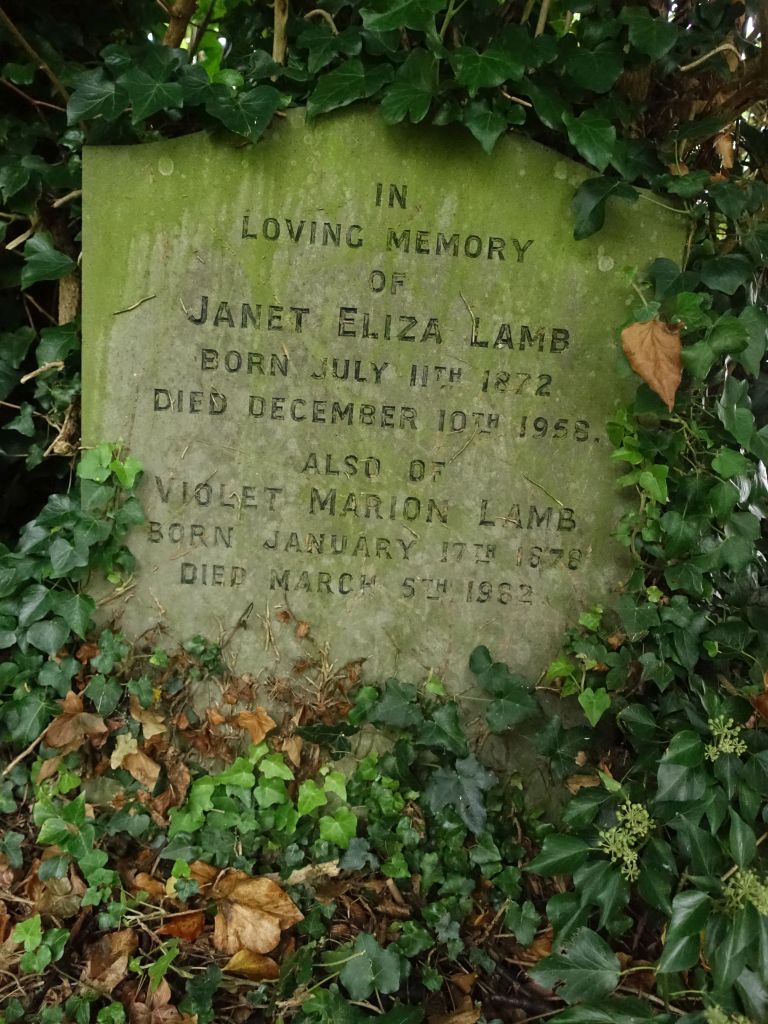 IN
LOVING MEMORY
OF
JANET ELIZA LAMB
BORN JULY 11TH 1872
DIED DECEMBER 10TH 1958.
ALSO OF
VIOLET MARION LAMB
BORN JANUARY 17TH 1878
DIED MARCH 5TH 1962